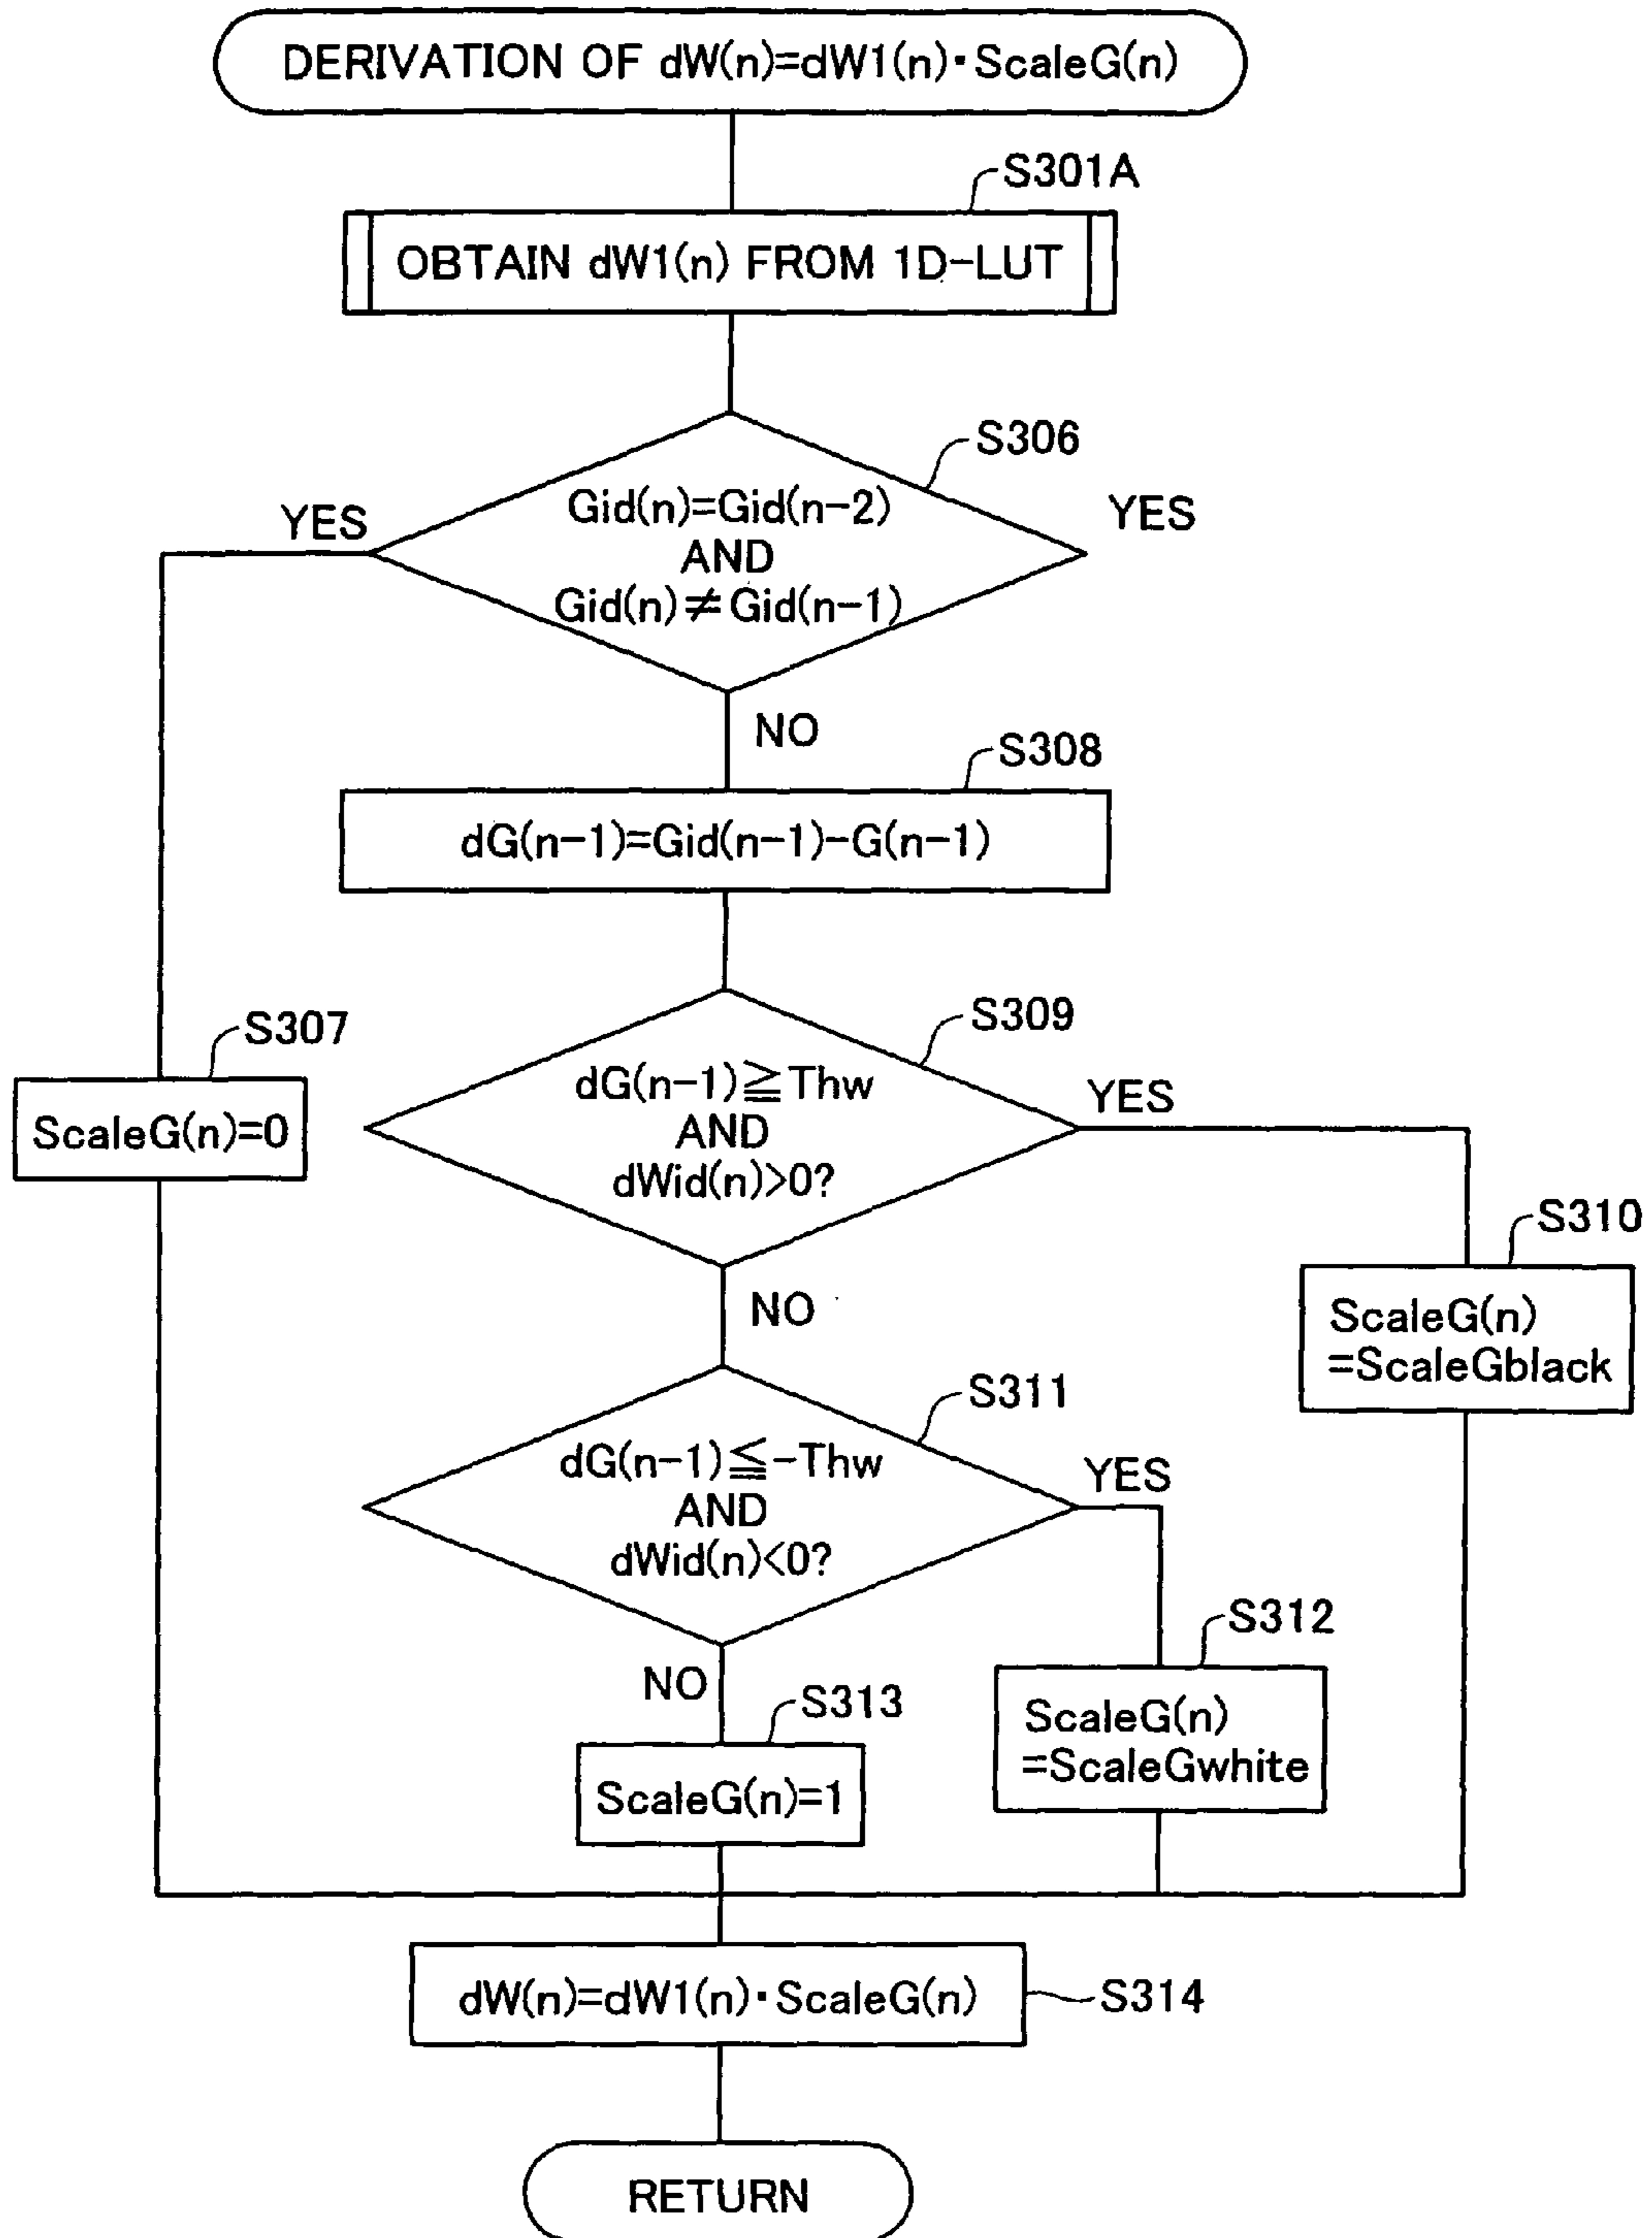 DERIVATION OF dW(n)=dW1(n)·ScaleG(n)
S301A
OBTAIN dW1(n) FROM 1D-LUT
S306
YES
Gid(n)=Gid(n-2)
AND
Gid(n)≠Gid(n-1)
YES
NO
S308
dG(n-1)=Gid(n-1)-G(n-1)
S307
ScaleG(n)=0
S309
dG(n-1)≧Thw
AND
dWid(n)>0?
YES
NO
S310
ScaleG(n)
=ScaleGblack
S311
dG(n-1)≦-Thw
AND
dWid(n)<0?
YES
NO
S312
ScaleG(n)
=ScaleGwhite
S313
ScaleG(n)=1
dW(n)=dW1(n)·ScaleG(n)
S314
RETURN